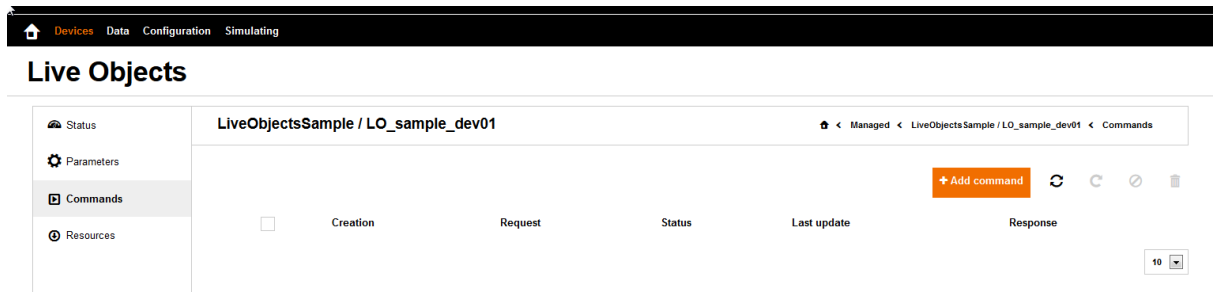 Devices Data Configuration Simulating
Live Objects
Status
Parameters
Commands
Resources
LiveObjectsSample / LO_sample_dev01
Managed < LiveObjectsSample / LO_sample_dev01 < Commands
+ Add command
Creation Request Status Last update Response
10